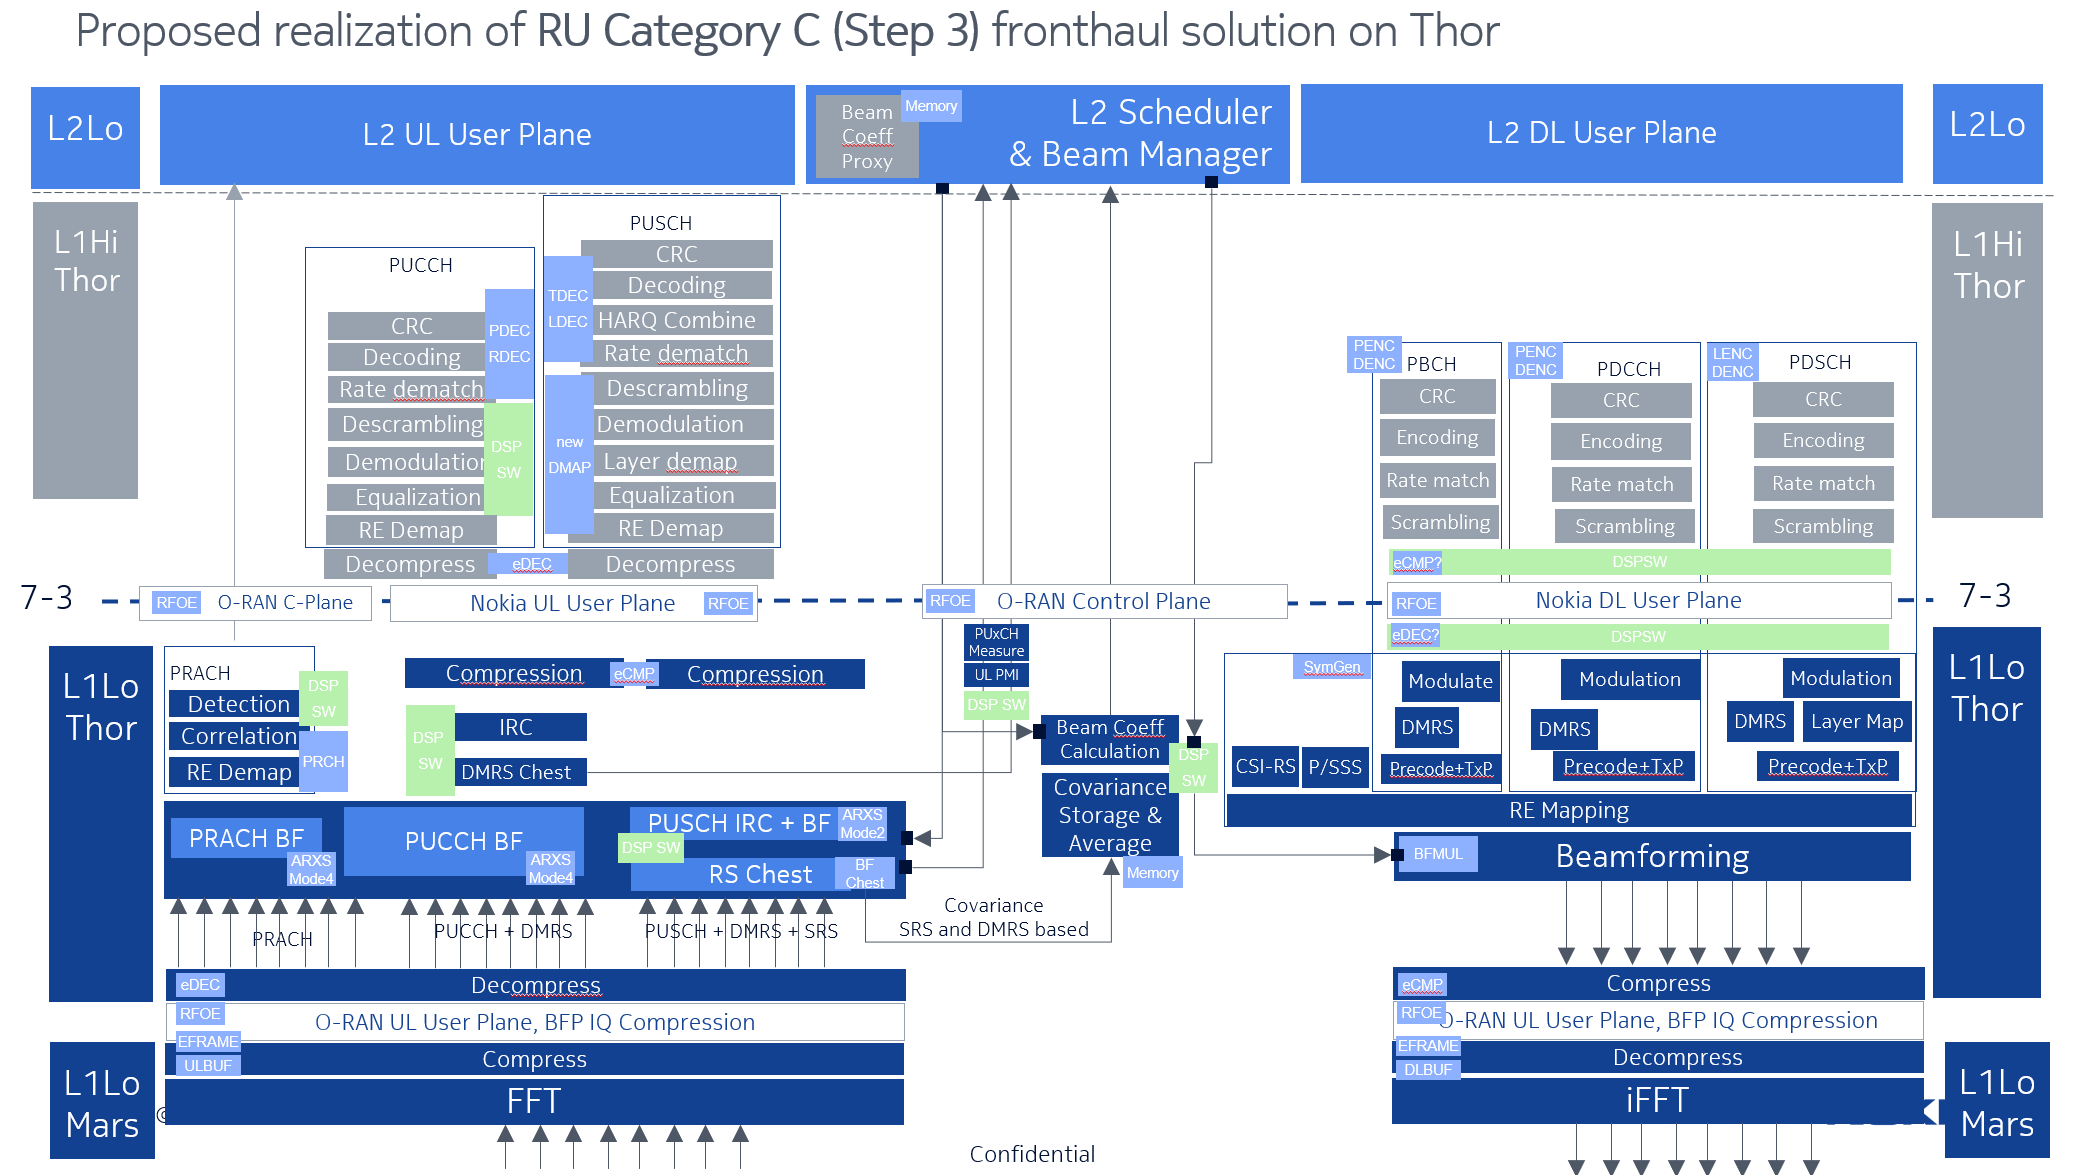 Proposed realization of RU Category C (Step 3) fronthaul solution on Thor
L2Lo
L2 UL User Plane
Beam
Coeff
Proxy
Memory
L2 Scheduler
& Beam Manager
L2 DL User Plane
L2Lo
L1Hi
Thor
PUCCH
CRC
Decoding
Rate dematch
Descrambling
Demodulation
Equalization
RE Demap
Decompress
PDEC
RDEC
DSP
SW
eDEC
PUSCH
CRC
Decoding
HARQ Combine
Rate dematch
Descrambling
Demodulation
Layer demap
Equalization
RE Demap
Decompress
TDEC
LDEC
new
DMAP
PENC
DENC
PBCH
CRC
Encoding
Rate match
Scrambling
PENC
DENC
PDCCH
CRC
Encoding
Rate match
Scrambling
LENC
DENC
PDSCH
CRC
Encoding
Rate match
Scrambling
L1Hi
Thor
eCMP?
DSPSW
7-3
RFOE
O-RAN C-Plane
Nokia UL User Plane
RFOE
RFOE
O-RAN Control Plane
RFOE
Nokia DL User Plane
7-3
eDEC?
DSPSW
L1Lo
Thor
PRACH
Detection
Correlation
RE Demap
DSP
SW
PRCH
Compression
eCMP
Compression
DSP
SW
IRC
DMRS Chest
PUxCH
Measure
UL PMI
DSP SW
Beam Coeff
Calculation
Covariance
Storage &
Average
DSP
SW
Memory
SymGen
CSI-RS
P/SSS
Modulate
DMRS
Precode+TxP
Modulation
DMRS
Precode+TxP
Modulation
DMRS
Layer Map
Precode+TxP
RE Mapping
L1Lo
Thor
PRACH BF
ARXS
Mode4
PUCCH BF
ARXS
Mode4
PUSCH IRC + BF
ARXS
Mode2
DSP SW
RS Chest
BF
Chest
BFMUL
Beamforming
PRACH
PUCCH + DMRS
PUSCH + DMRS + SRS
Covariance
SRS and DMRS based
eDEC
Decompress
RFOE
O-RAN UL User Plane, BFP IQ Compression
EFRAME
ULBUF
Compress
FFT
eCMP
Compress
RFOE
O-RAN UL User Plane, BFP IQ Compression
EFRAME
DLBUF
Decompress
iFFT
L1Lo
Mars
©
L1Lo
Mars
Confidential